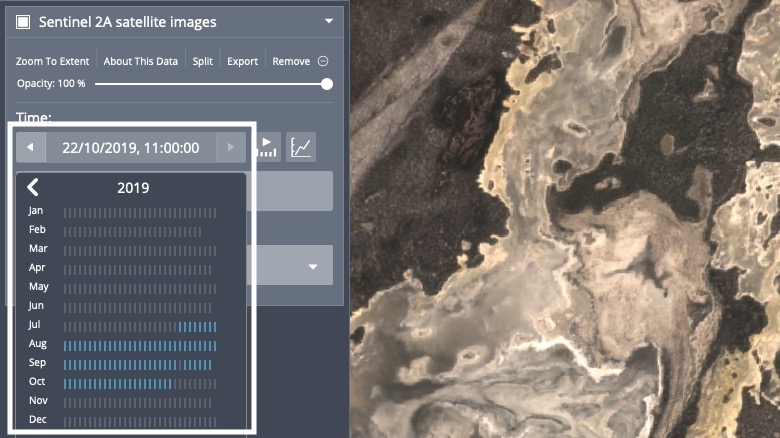 Sentinel 2A satellite images
Zoom To Extent About This Data Split Export Remove
Opacity: 100 %
Time:
22/10/2019, 11:00:00
2019
Jan
Feb
Mar
Apr
May
Jun
Jul
Aug
Sep
Oct
Nov
Dec